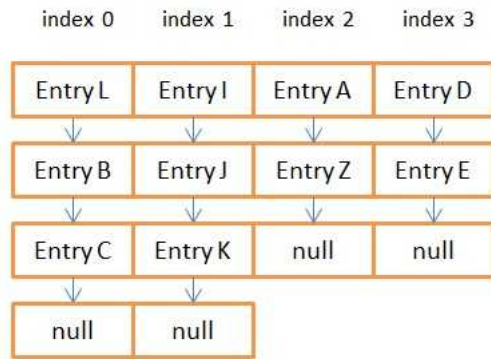 index 0 index 1 index 2 index 3
Entry L Entry I Entry A Entry D
Entry B Entry J Entry Z Entry E
Entry C Entry K null null
null null